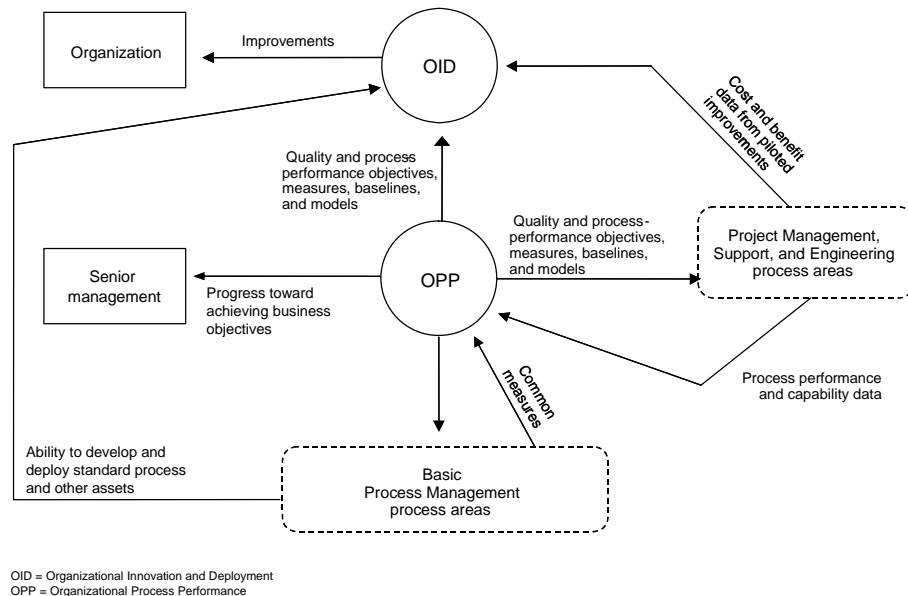 Organization
Improvements
OID
Cost and benefit
data from piloted
improvements
Quality and process
performance objectives,
measures, baselines,
and models
Quality and process-
performance objectives,
measures, baselines,
and models
Project Management,
Support, and Engineering
process areas
Senior
management
OPP
Progress toward
achieving business
objectives
Common
measures
Process performance
and capability data
Ability to develop and
deploy standard process
and other assets
Basic
Process Management
process areas
OID = Organizational Innovation and Deployment
OPP = Organizational Process Performance